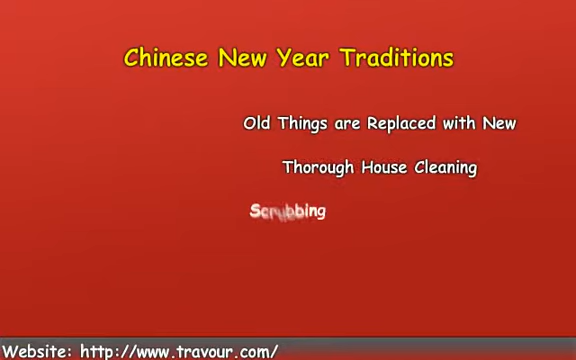 Chinese New Year Traditions
Old Things are Replaced with New
Thorough House Cleaning
Scrubbing
Website: http://www.travour.com/